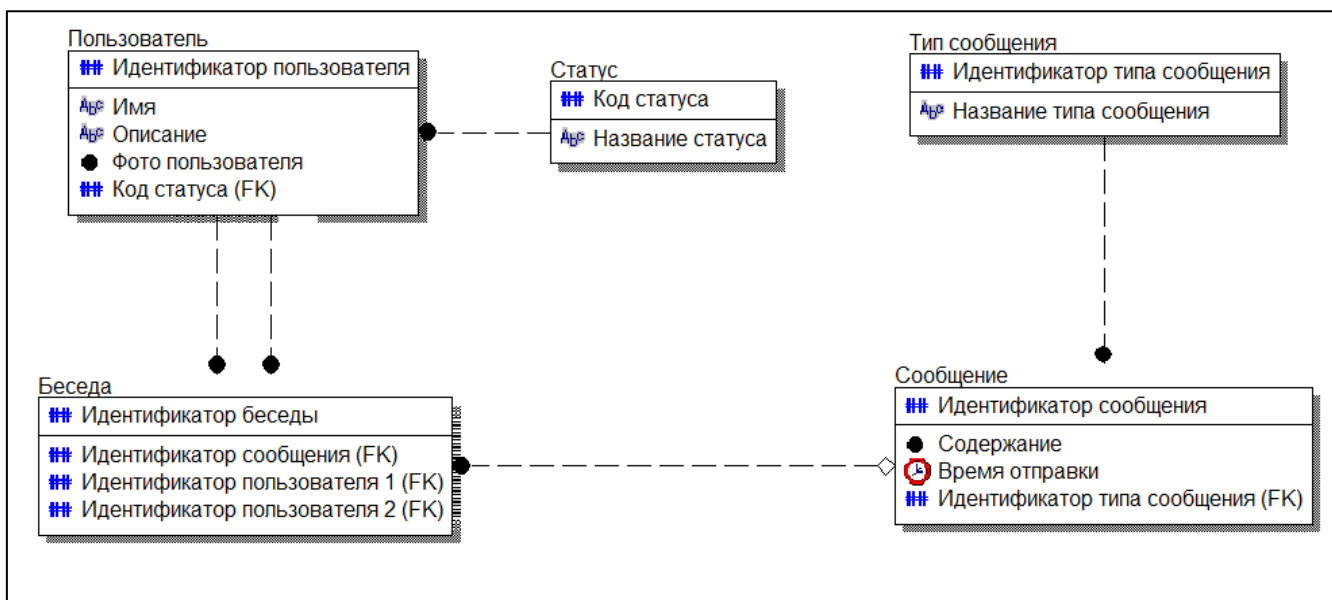 Пользователь
Идентификатор пользователя
Имя
Описание
Фото пользователя
Код статуса (FK)
Статус
Код статуса
Название статуса
Тип сообщения
Идентификатор типа сообщения
Название типа сообщения
Беседа
Идентификатор беседы
Идентификатор сообщения (FK)
Идентификатор пользователя 1 (FK)
Идентификатор пользователя 2 (FK)
Сообщение
Идентификатор сообщения
Содержание
Время отправки
Идентификатор типа сообщения (FK)